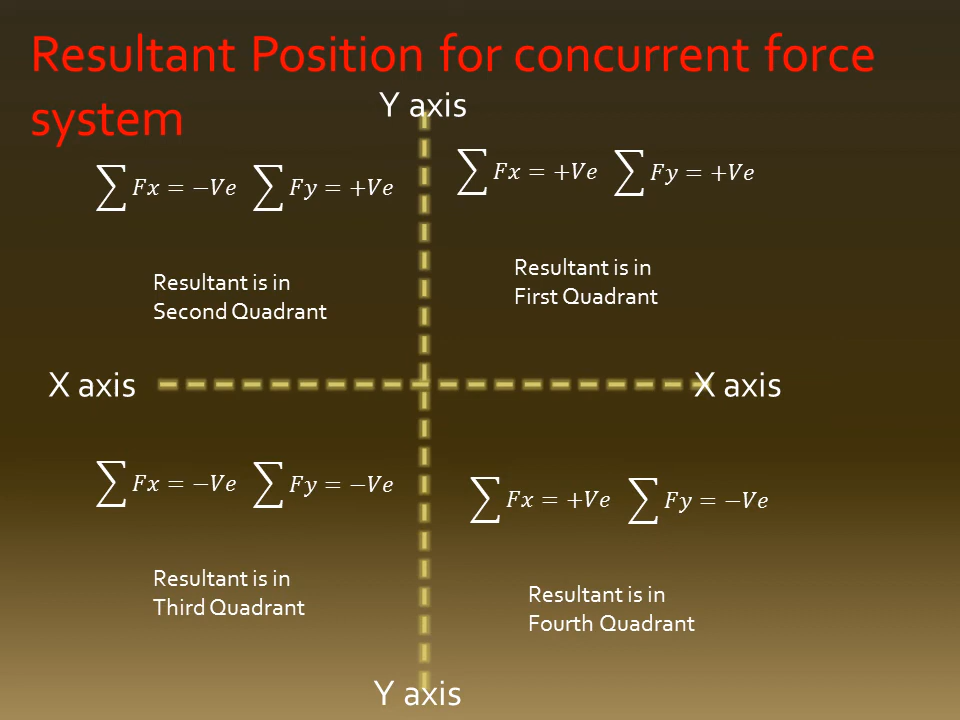 Resultant Position for concurrent force
system
Y axis
∑ Fx = −Ve ∑ Fy = +Ve
∑ Fx = +Ve ∑ Fy = +Ve
Resultant is in
Second Quadrant
Resultant is in
First Quadrant
X axis
X axis
∑ Fx = −Ve ∑ Fy = −Ve
∑ Fx = +Ve ∑ Fy = −Ve
Resultant is in
Third Quadrant
Resultant is in
Fourth Quadrant
Y axis